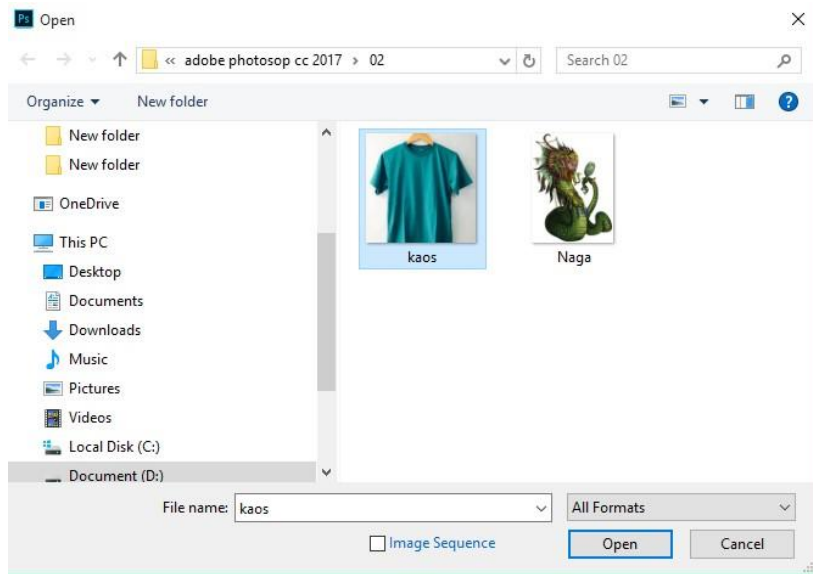 Ps Open
« adobe photosop cc 2017 › 02
Search 02
Organize
New folder
?
New folder
New folder
OneDrive
This PC
Desktop
Documents
Downloads
Music
Pictures
Videos
Local Disk (C:)
Document (D:)
kaos
Naga
File name: kaos
All Formats
Image Sequence
Open
Cancel